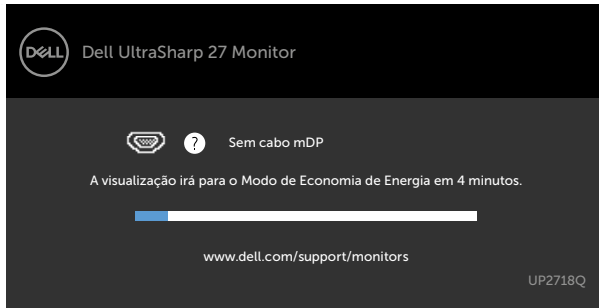 DELL
Dell UltraSharp 27 Monitor
? Sem cabo mDP
A visualização irá para o Modo de Economia de Energia em 4 minutos.
www.dell.com/support/monitors
UP2718Q